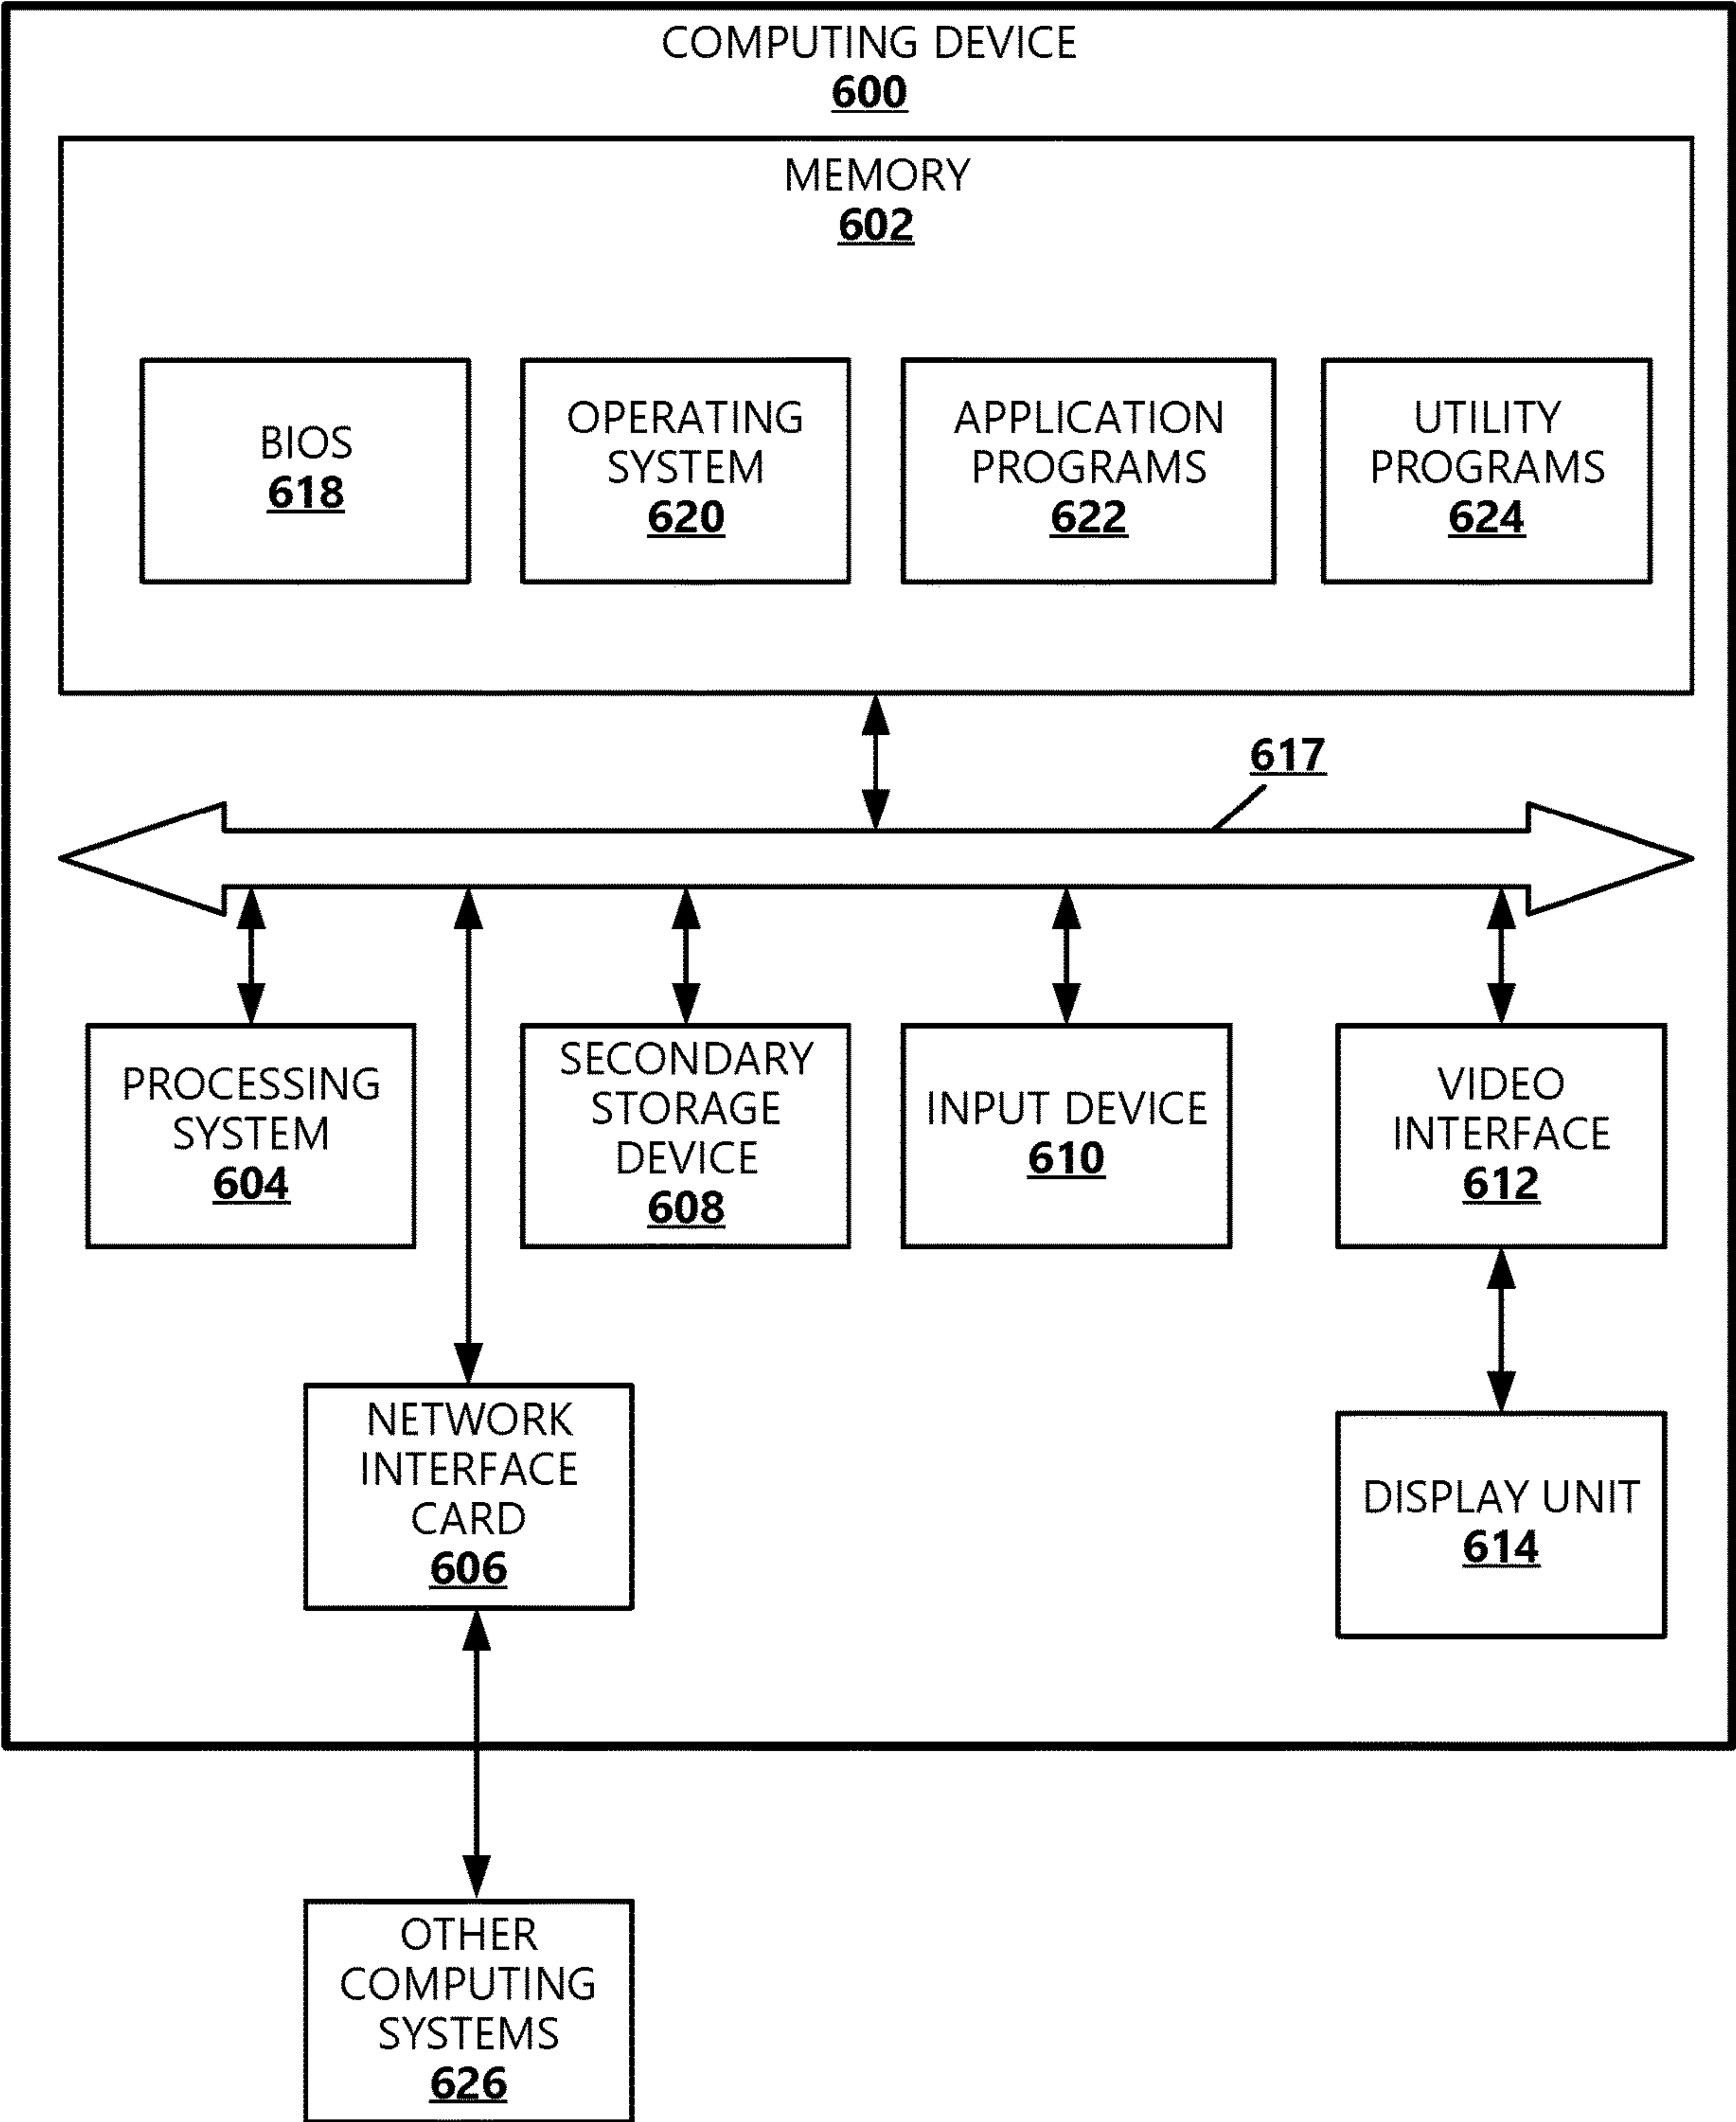 COMPUTING DEVICE
600
MEMORY
602
BIOS
618
OPERATING
SYSTEM
620
APPLICATION
PROGRAMS
622
UTILITY
PROGRAMS
624
617
PROCESSING
SYSTEM
604
SECONDARY
STORAGE
DEVICE
608
INPUT DEVICE
610
VIDEO
INTERFACE
612
NETWORK
INTERFACE
CARD
606
DISPLAY UNIT
614
OTHER
COMPUTING
SYSTEMS
626